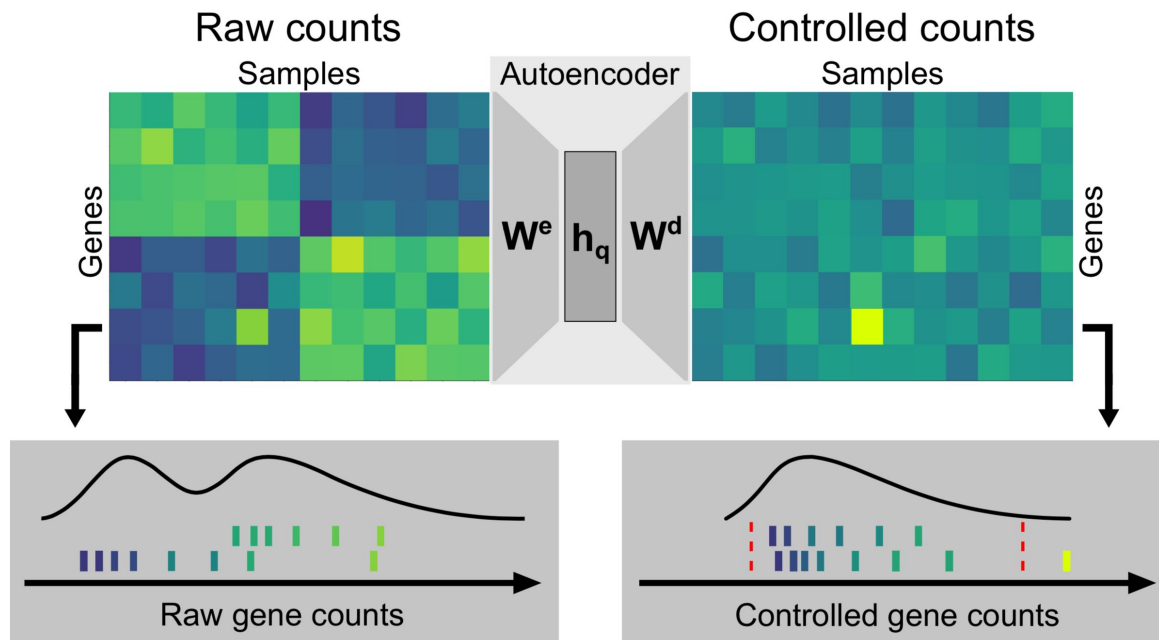 Raw counts
Controlled counts
Samples
Autoencoder
Samples
Genes
W^e
h_q
W^d
Genes
Raw gene counts
Controlled gene counts